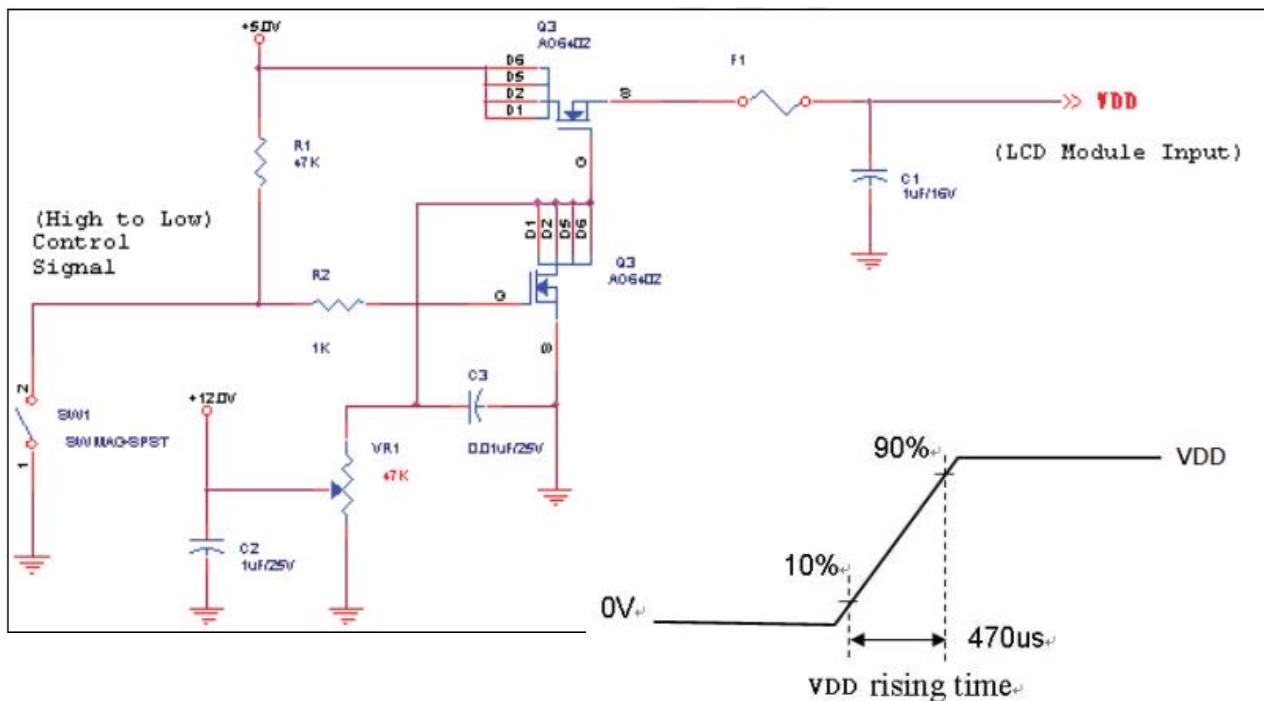 +5.0V
Q3
AO6402
D6
D5
D2
D1
S
G
F1
VDD
(LCD Module Input)
C1
1uF/16V
R1
47K
(High to Low)
Control
Signal
R2
1K
D1
D2
D5
D6
Q3
AO6402
G
S
2
1
SW1
SW MAG-SPST
+12.0V
C3
0.01uF/25V
VR1
47K
C2
1uF/25V
90%
VDD
10%
0V
470us
VDD rising time